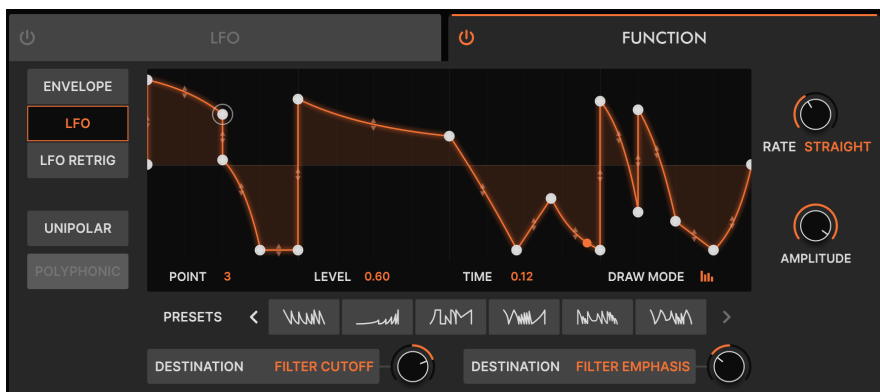 LFO FUNCTION
ENVELOPE
LFO
LFO RETRIG
RATE STRAIGHT
UNIPOLAR
POLYPHONIC
AMPLITUDE
POINT 3 LEVEL 0.60 TIME 0.12 DRAW MODE
PRESETS
DESTINATION FILTER CUTOFF DESTINATION FILTER EMPHASIS